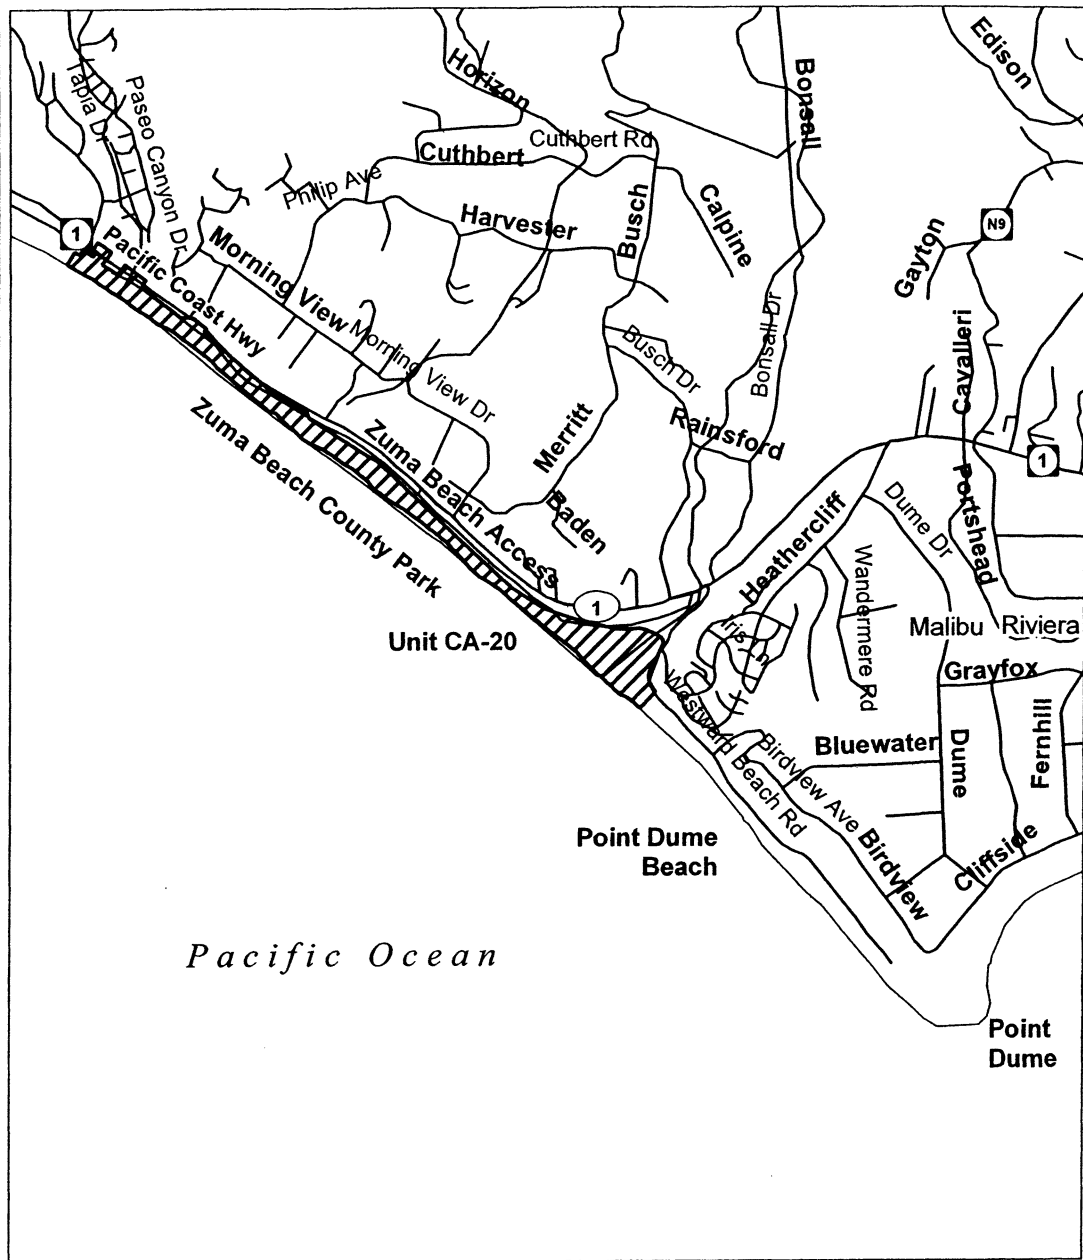 Edison
Horizon
Bonsall
Tapia Dr
Paseo Canyon Dr
Cuthbert Rd
Cuthbert
Philip Ave
Busch
Calpine
Harvester
N9
1
Gayton
Pacific Coast Hwy
Morning View
Morning View Dr
Bonsall Dr
Busch Dr
Cavalleri
Zuma Beach County Park
Zuma Beach Access
Merritt
Rainsford
1
Portshead
Baden
Heathercliff
Dume Dr
Wandermere Rd
1
Iris Ln
Malibu Riviera
Unit CA-20
Grayfox
Westward Beach Rd
Birdview Ave
Bluewater
Dume
Fernhill
Point Dume
Beach
Birdview
Cliffside
Pacific Ocean
Point
Dume